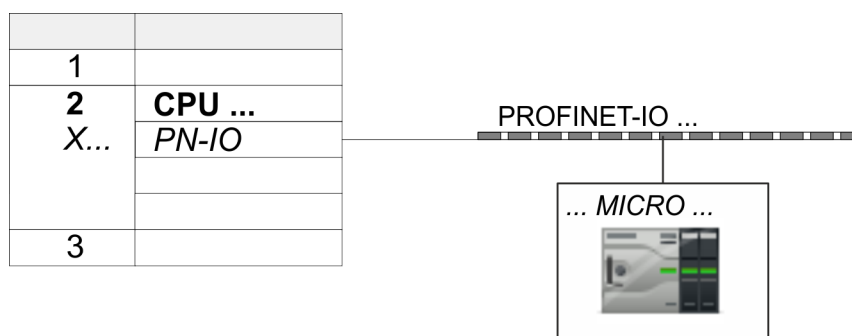 1
2 CPU ...
X... PN-IO
3
PROFINET-IO ...
... MICRO ...